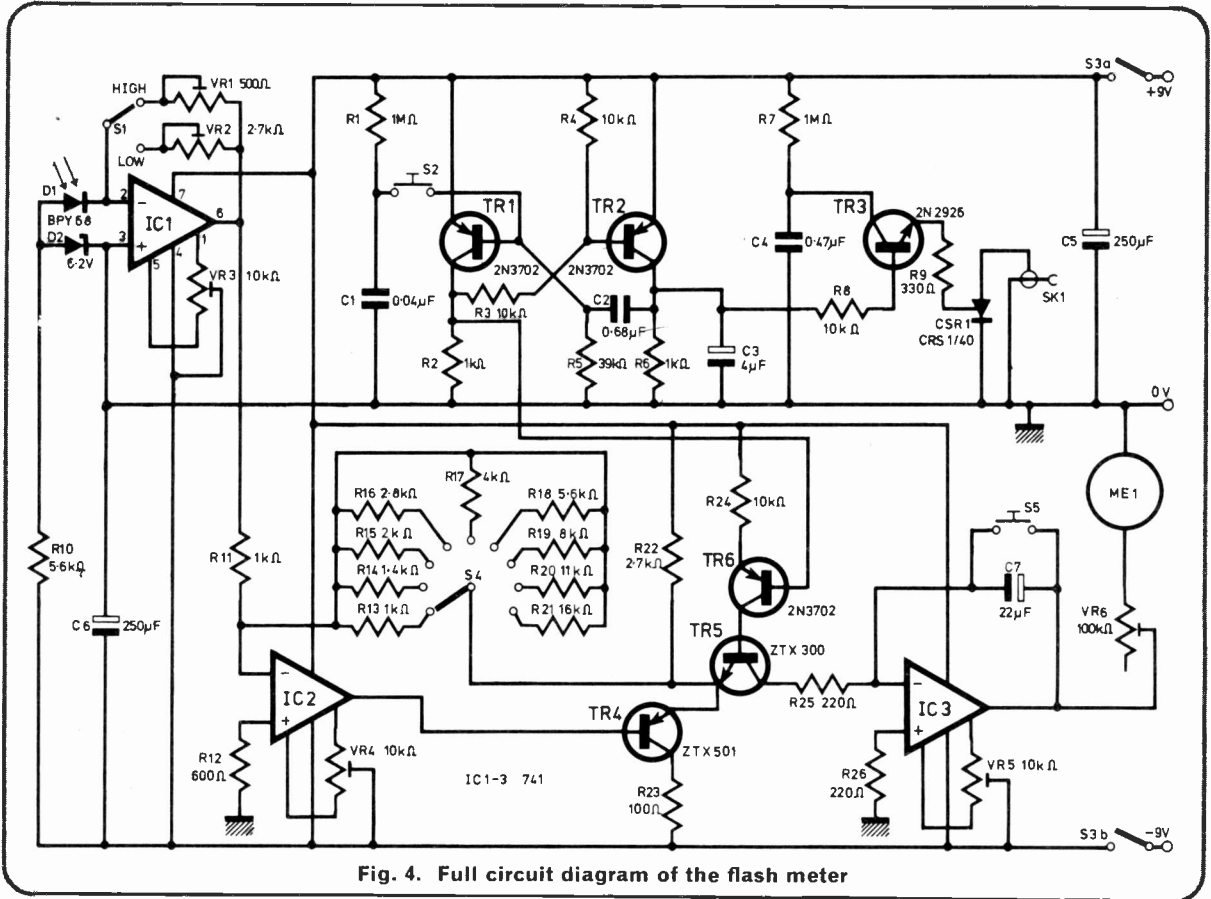 S3a
+9V
HIGH
VR1 500Ω
S1
VR2 2.7kΩ
LOW
D1
BPY 68
D2
6.2V
2
3
7
6
1
4
5
−
+
IC1
VR3 10kΩ
R1 1MΩ
S2
C1 0.04µF
TR1
2N3702
R3 10kΩ
R2 1kΩ
R4 10kΩ
TR2
2N3702
C2
0.68µF
R5 39kΩ
R6 1kΩ
C3
4µF
R7 1MΩ
C4 0.47µF
TR3
2N2926
R8
10kΩ
R9
330Ω
CSR1
CRS 1/40
SK1
C5 250µF
0V
R10
5.6kΩ
C6 250µF
R11 1kΩ
R16 2.8kΩ
R15 2kΩ
R14 1.4kΩ
R13 1kΩ
R17 4kΩ
R18 5.6kΩ
R19 8kΩ
R20 11kΩ
R21 16kΩ
S4
R22
2.7kΩ
R24
10kΩ
TR6
2N3702
TR5
ZTX 300
S5
C7
22µF
ME1
VR6
100kΩ
−
+
IC2
R12
600Ω
VR4 10kΩ
IC1-3 741
TR4
ZTX501
R23
100Ω
R25 220Ω
−
+
IC3
R26
220Ω
VR5 10kΩ
S3b
−9V
Fig. 4. Full circuit diagram of the flash meter